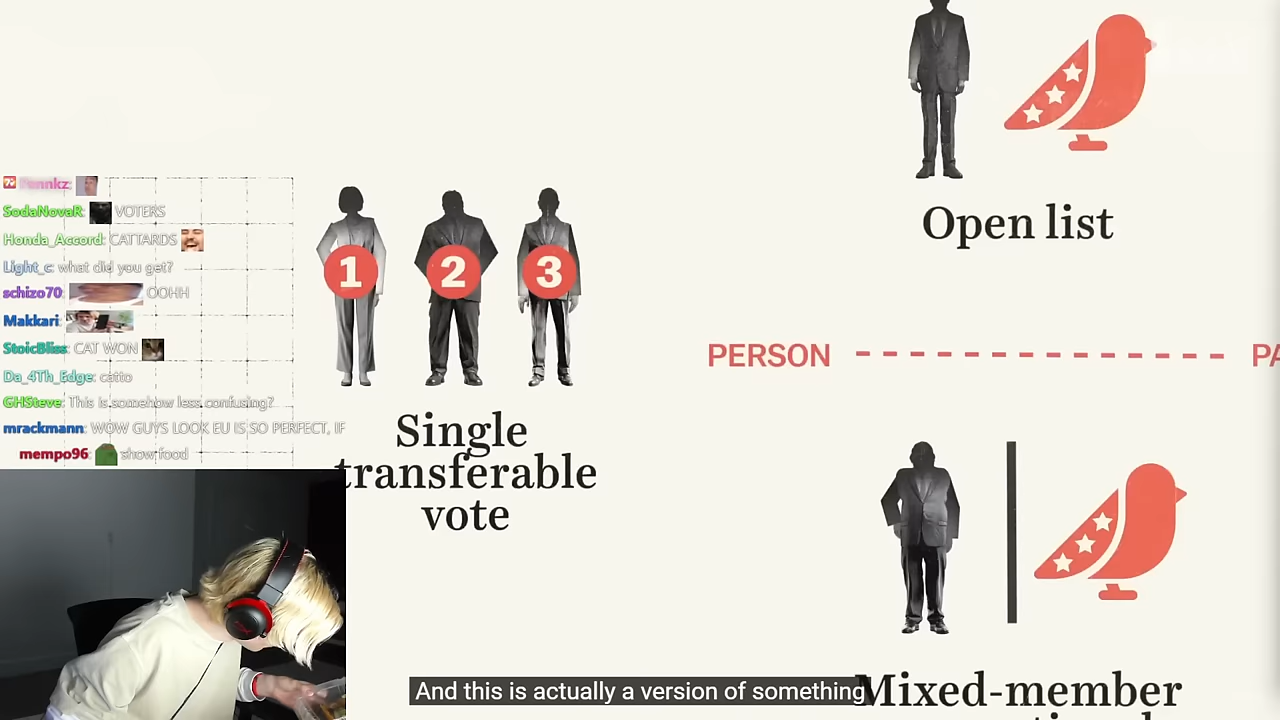 Open list
PERSON
PA
1
2
3
Single
transferable
vote
Mixed-member
SodaNovaR: VOTERS
Honda_Accord: CATTARDS
Light_c: what did you get?
schizo70: OOHH
Makkari:
StoicBliss: CAT WON
Da_4Th_Edge: catto
GHSteve: This is somehow less confusing?
mrackmann: WOW GUYS LOOK EU IS SO PERFECT, IF
mempo96: show food
And this is actually a version of something